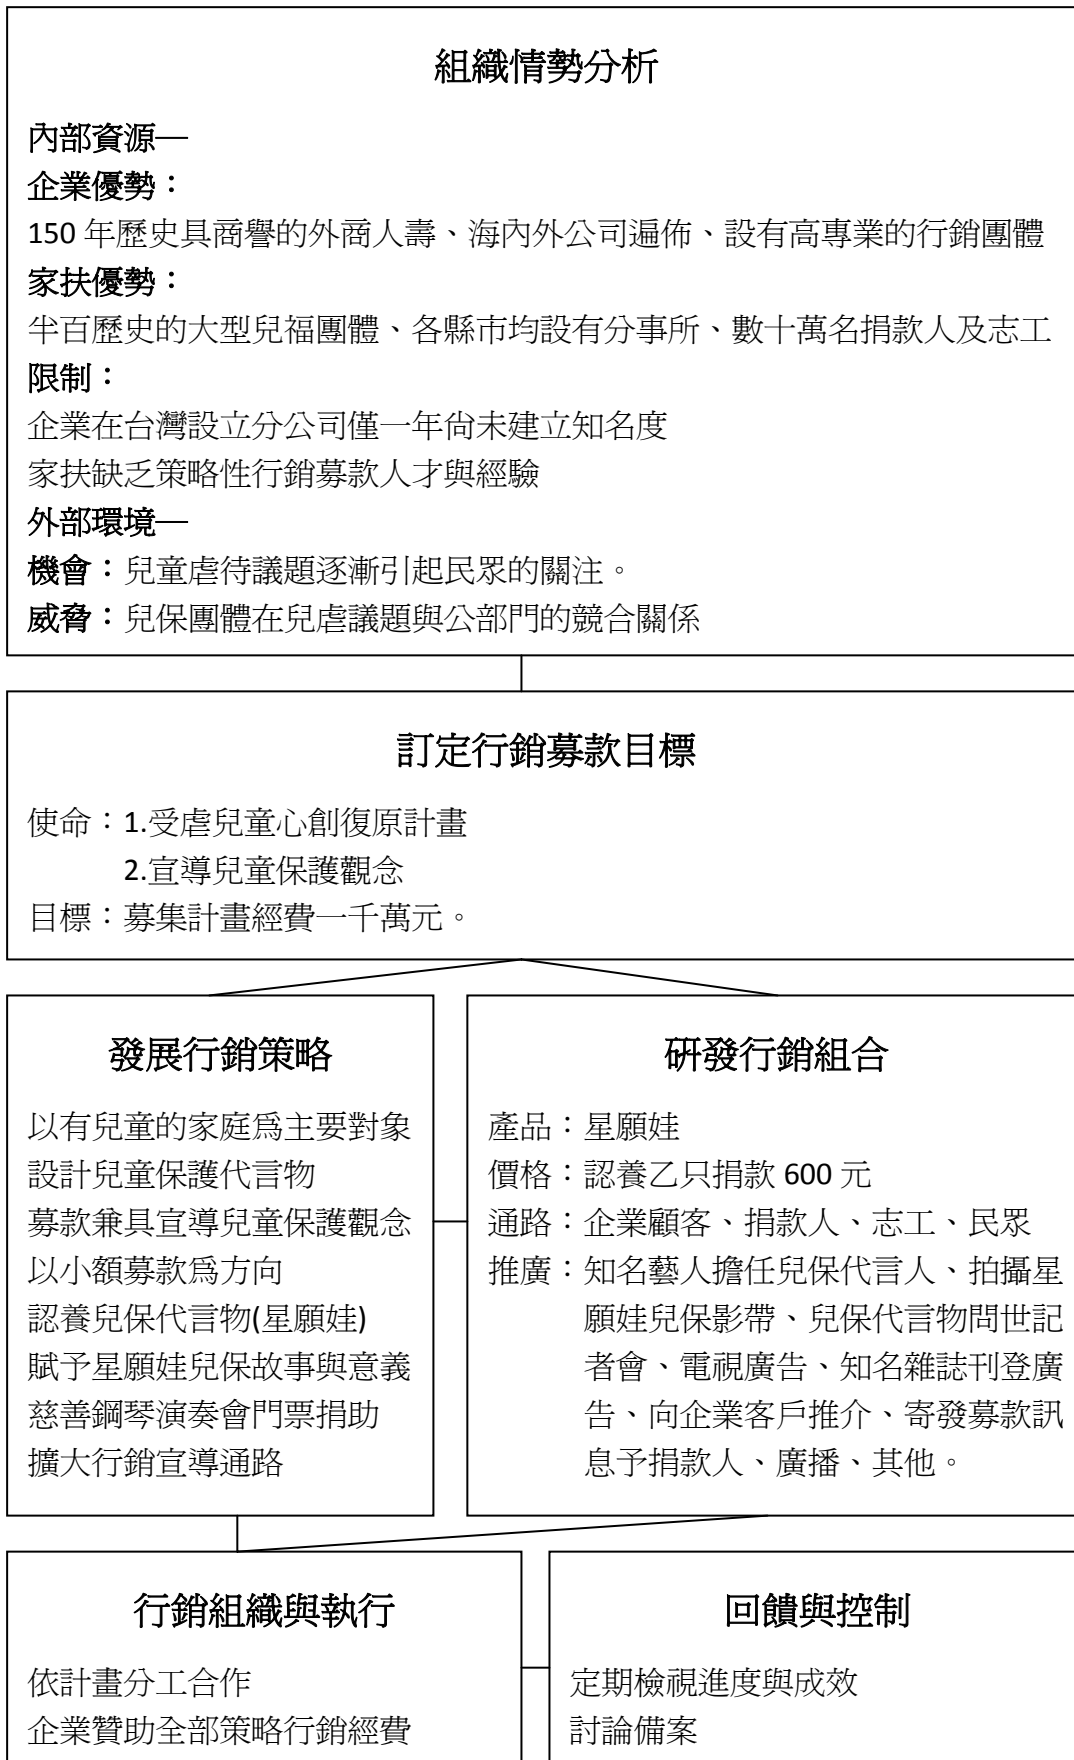 組織情勢分析
內部資源—
企業優勢：
150 年歷史具商譽的外商人壽、海內外公司遍佈、設有高專業的行銷團體
家扶優勢：
半百歷史的大型兒福團體、各縣市均設有分事所、數十萬名捐款人及志工
限制：
企業在台灣設立分公司僅一年尚未建立知名度
家扶缺乏策略性行銷募款人才與經驗
外部環境—
機會：兒童虐待議題逐漸引起民眾的關注。
威脅：兒保團體在兒虐議題與公部門的競合關係
訂定行銷募款目標
使命：1.受虐兒童心創復原計畫
2.宣導兒童保護觀念
目標：募集計畫經費一千萬元。
發展行銷策略
以有兒童的家庭為主要對象
設計兒童保護代言物
募款兼具宣導兒童保護觀念
以小額募款為方向
認養兒保代言物(星願娃)
賦予星願娃兒保故事與意義
慈善鋼琴演奏會門票捐助
擴大行銷宣導通路
研發行銷組合
產品：星願娃
價格：認養乙只捐款 600 元
通路：企業顧客、捐款人、志工、民眾
推廣：知名藝人擔任兒保代言人、拍攝星
願娃兒保影帶、兒保代言物問世記
者會、電視廣告、知名雜誌刊登廣
告、向企業客戶推介、寄發募款訊
息予捐款人、廣播、其他。
行銷組織與執行
依計畫分工合作
企業贊助全部策略行銷經費
回饋與控制
定期檢視進度與成效
討論備案